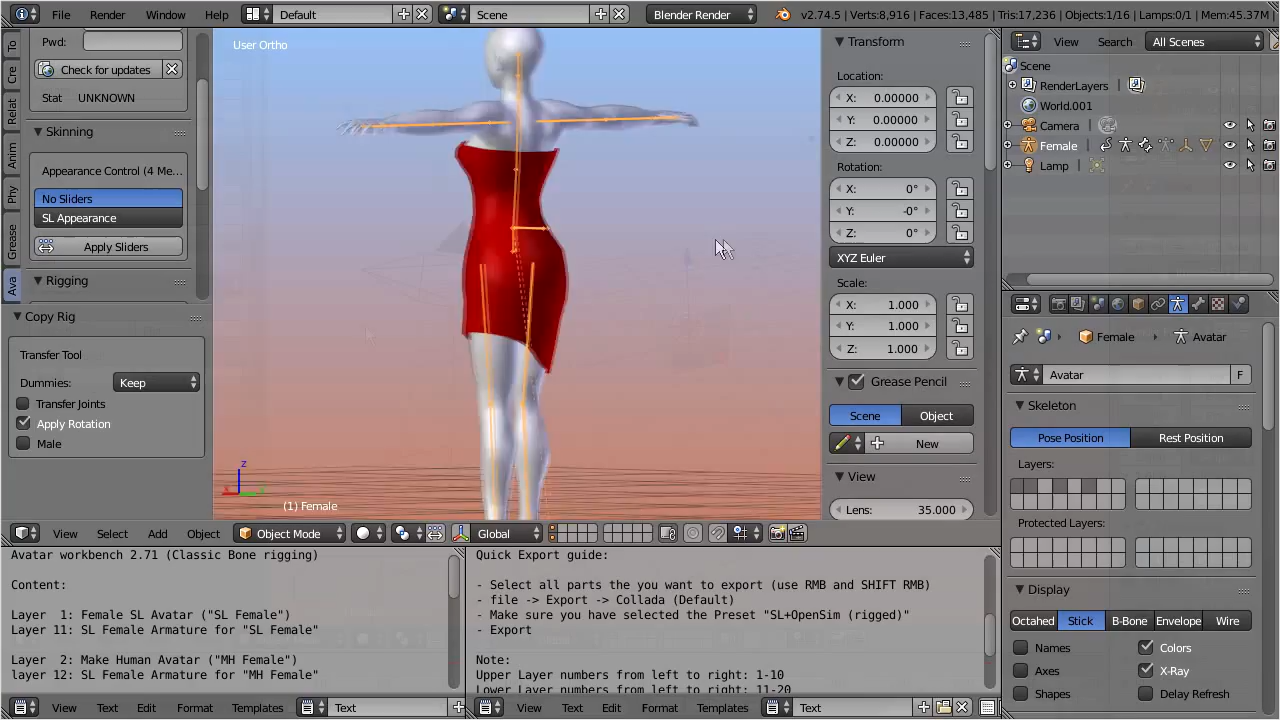 File
Render
Window
Help
Default
Scene
Blender Render
v2.74.5 | Verts:8,916 | Faces:13,485 | Tris:17,236 | Objects:1/16 | Lamps:0/1 | Mem:45.37M
To
Cre
Relat
Anim
Phy
Grease
Ava
Pwd:
Check for updates
Stat UNKNOWN
Skinning
Appearance Control (4 Me...
No Sliders
SL Appearance
Apply Sliders
Rigging
Copy Rig
Transfer Tool
Dummies: Keep
Transfer Joints
Apply Rotation
Male
User Ortho
z
(1) Female
Transform
Location:
X: 0.00000
Y: 0.00000
Z: 0.00000
Rotation:
X: 0°
Y: -0°
Z: 0°
XYZ Euler
Scale:
X: 1.000
Y: 1.000
Z: 1.000
Grease Pencil
Scene Object
New
View
Lens: 35.000
View Search All Scenes
Scene
RenderLayers
World.001
Camera
Female
Lamp
Female Avatar
Avatar F
Skeleton
Pose Position Rest Position
Layers:
Protected Layers:
Display
Octahed Stick B-Bone Envelope Wire
Names Colors
Axes X-Ray
Shapes Delay Refresh
View Select Add Object Object Mode Global
Avatar workbench 2.71 (Classic Bone rigging)
Content:
Layer 1: Female SL Avatar ("SL Female")
Layer 11: SL Female Armature for "SL Female"
Layer 2: Make Human Avatar ("MH Female")
layer 12: SL Female Armature for "MH Female"
View Text Edit Format Templates Text
Quick Export guide:
- Select all parts the you want to export (use RMB and SHIFT RMB)
- file -> Export -> Collada (Default)
- Make sure you have selected the Preset "SL+OpenSim (rigged)"
- Export
Note:
Upper Layer numbers from left to right: 1-10
Lower Layer numbers from left to right: 11-20
View Text Edit Format Templates Text